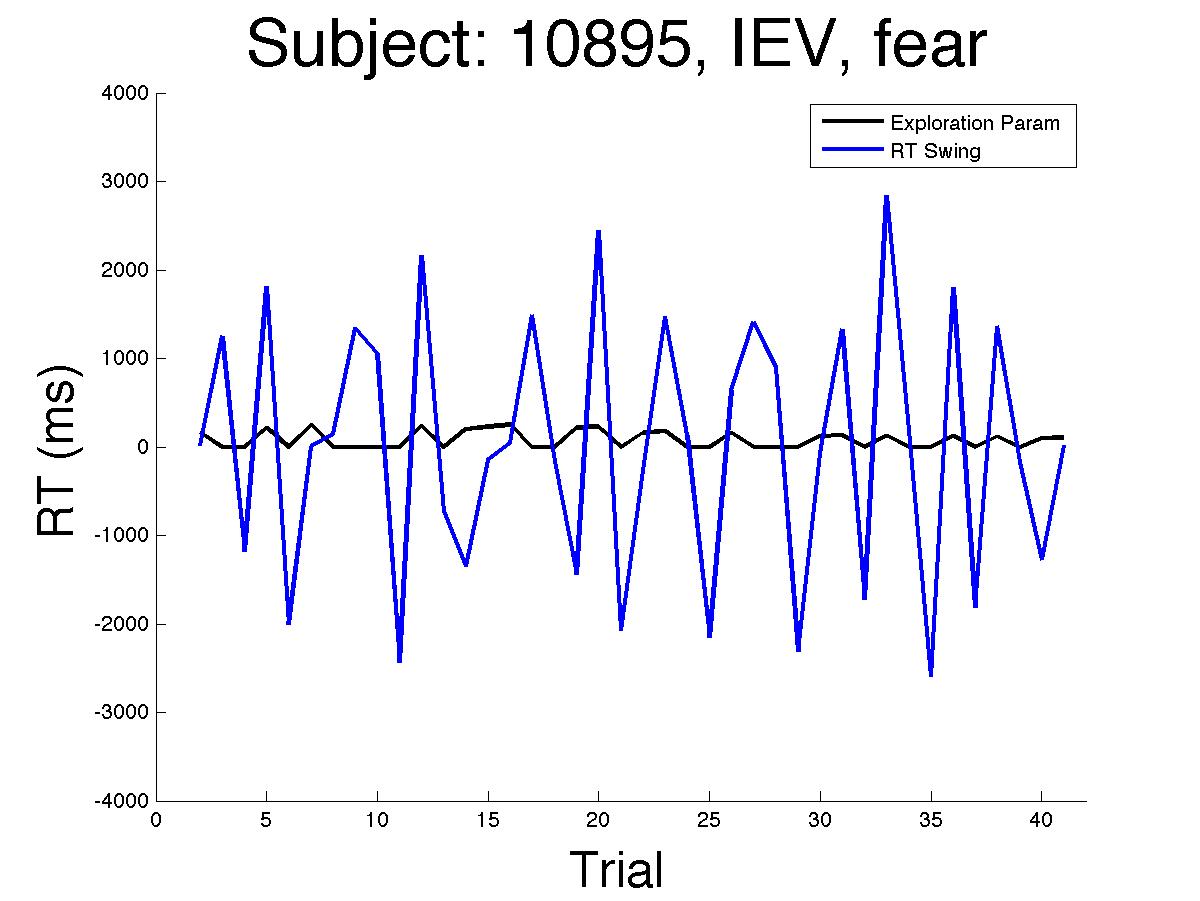 Subject: 10895, IEV, fear
4000
3000
2000
1000
0
-1000
-2000
-3000
-4000
RT (ms)
Exploration Param
RT Swing
0 5 10 15 20 25 30 35 40
Trial